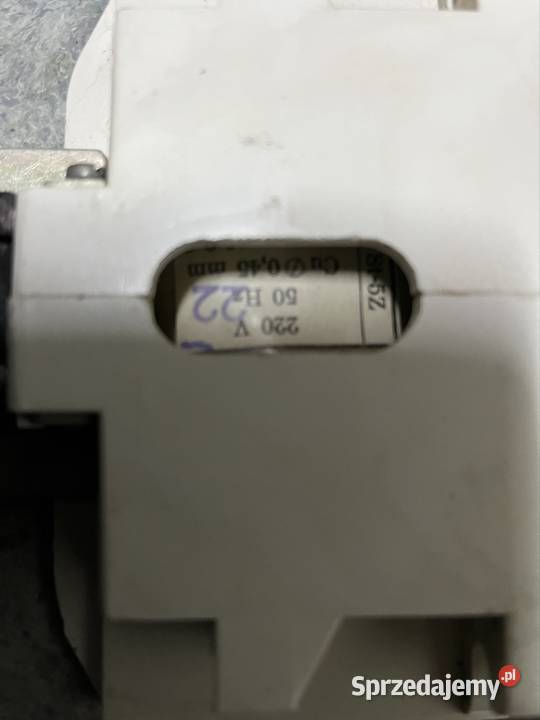 220 V
50 Hz
22
Cu ∅ 0,45 mm
Sprzedajemy.pl